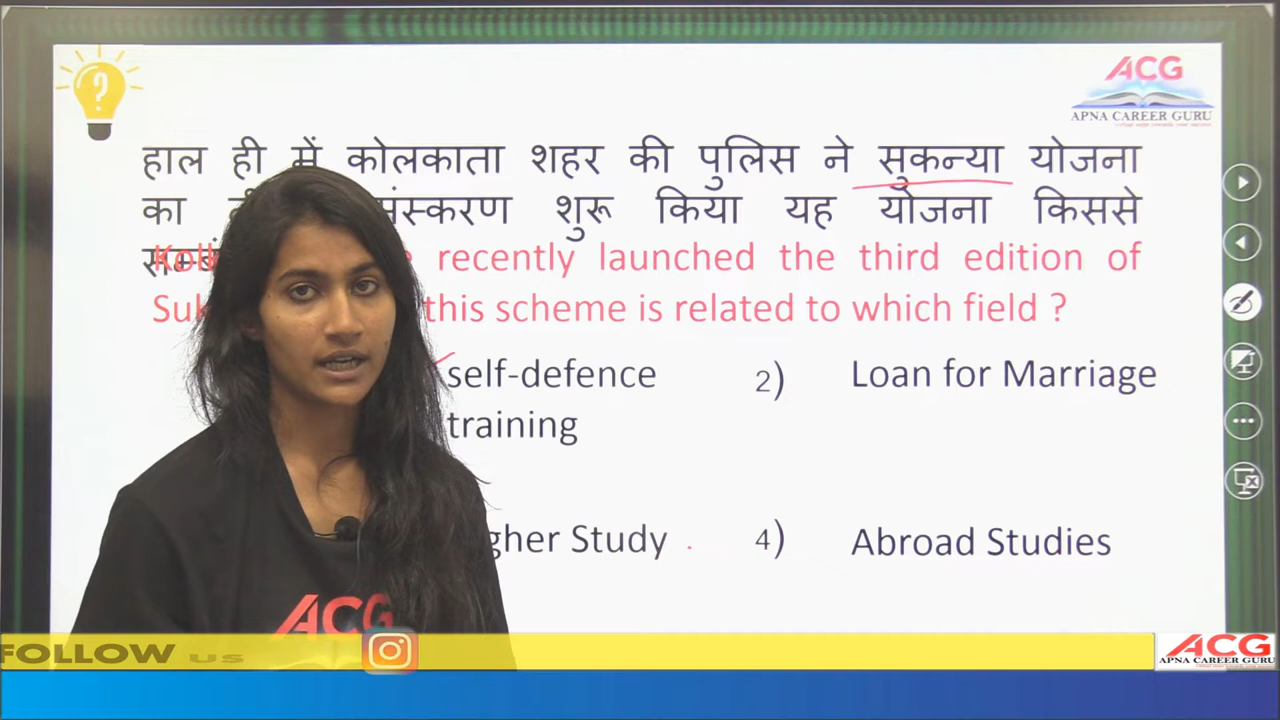 ACG
APNA CAREER GURU
हाल ही में कोलकाता शहर की पुलिस ने सुकन्या योजना
का संस्करण शुरू किया यह योजना किससे
recently launched the third edition of
this scheme is related to which field ?
self-defence
training
2) Loan for Marriage
Study
4) Abroad Studies
ACG
FOLLOW US
ACG
APNA CAREER GURU